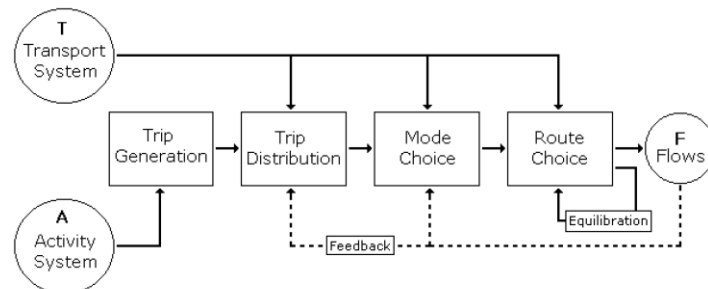 T
Transport
System
Trip
Generation
Trip
Distribution
Mode
Choice
Route
Choice
F
Flows
Equilibration
Feedback
A
Activity
System